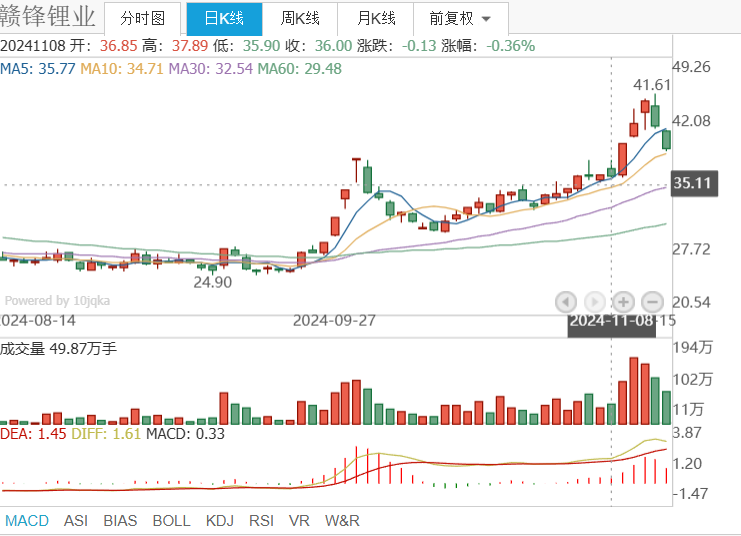 赣锋锂业 分时图 日K线 周K线 月K线 前复权
20241108 开: 36.85 高: 37.89 低: 35.90 收: 36.00 涨跌: -0.13 涨幅: -0.36%
MA5: 35.77 MA10: 34.71 MA30: 32.54 MA60: 29.48
49.26
41.61
42.08
35.11
27.72
24.90
Powered by 10jqka
20.54
2024-08-14 2024-09-27 2024-11-08 -15
成交量 49.87万手
194万
102万
11万
DEA: 1.45 DIFF: 1.61 MACD: 0.33
3.87
1.20
-1.47
MACD ASI BIAS BOLL KDJ RSI VR W&R